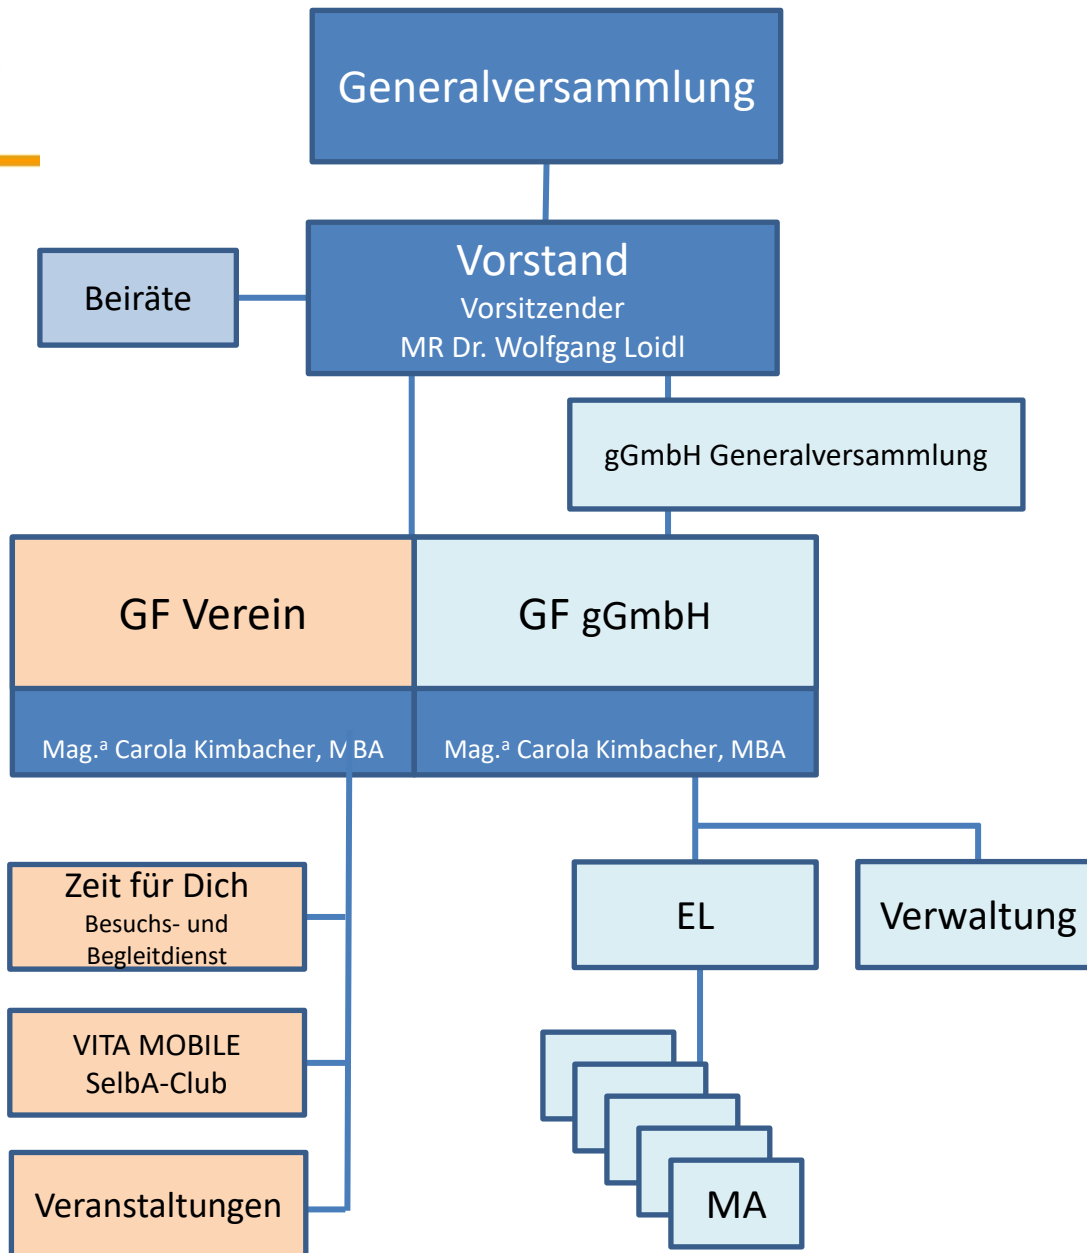 Generalversammlung
Vorstand
Vorsitzender
MR Dr. Wolfgang Loidl
Beiräte
gGmbH Generalversammlung
GF Verein
GF gGmbH
Mag.ᵃ Carola Kimbacher, MBA
Mag.ᵃ Carola Kimbacher, MBA
Zeit für Dich
Besuchs- und
Begleitdienst
EL
Verwaltung
VITA MOBILE
SelbA-Club
Veranstaltungen
MA